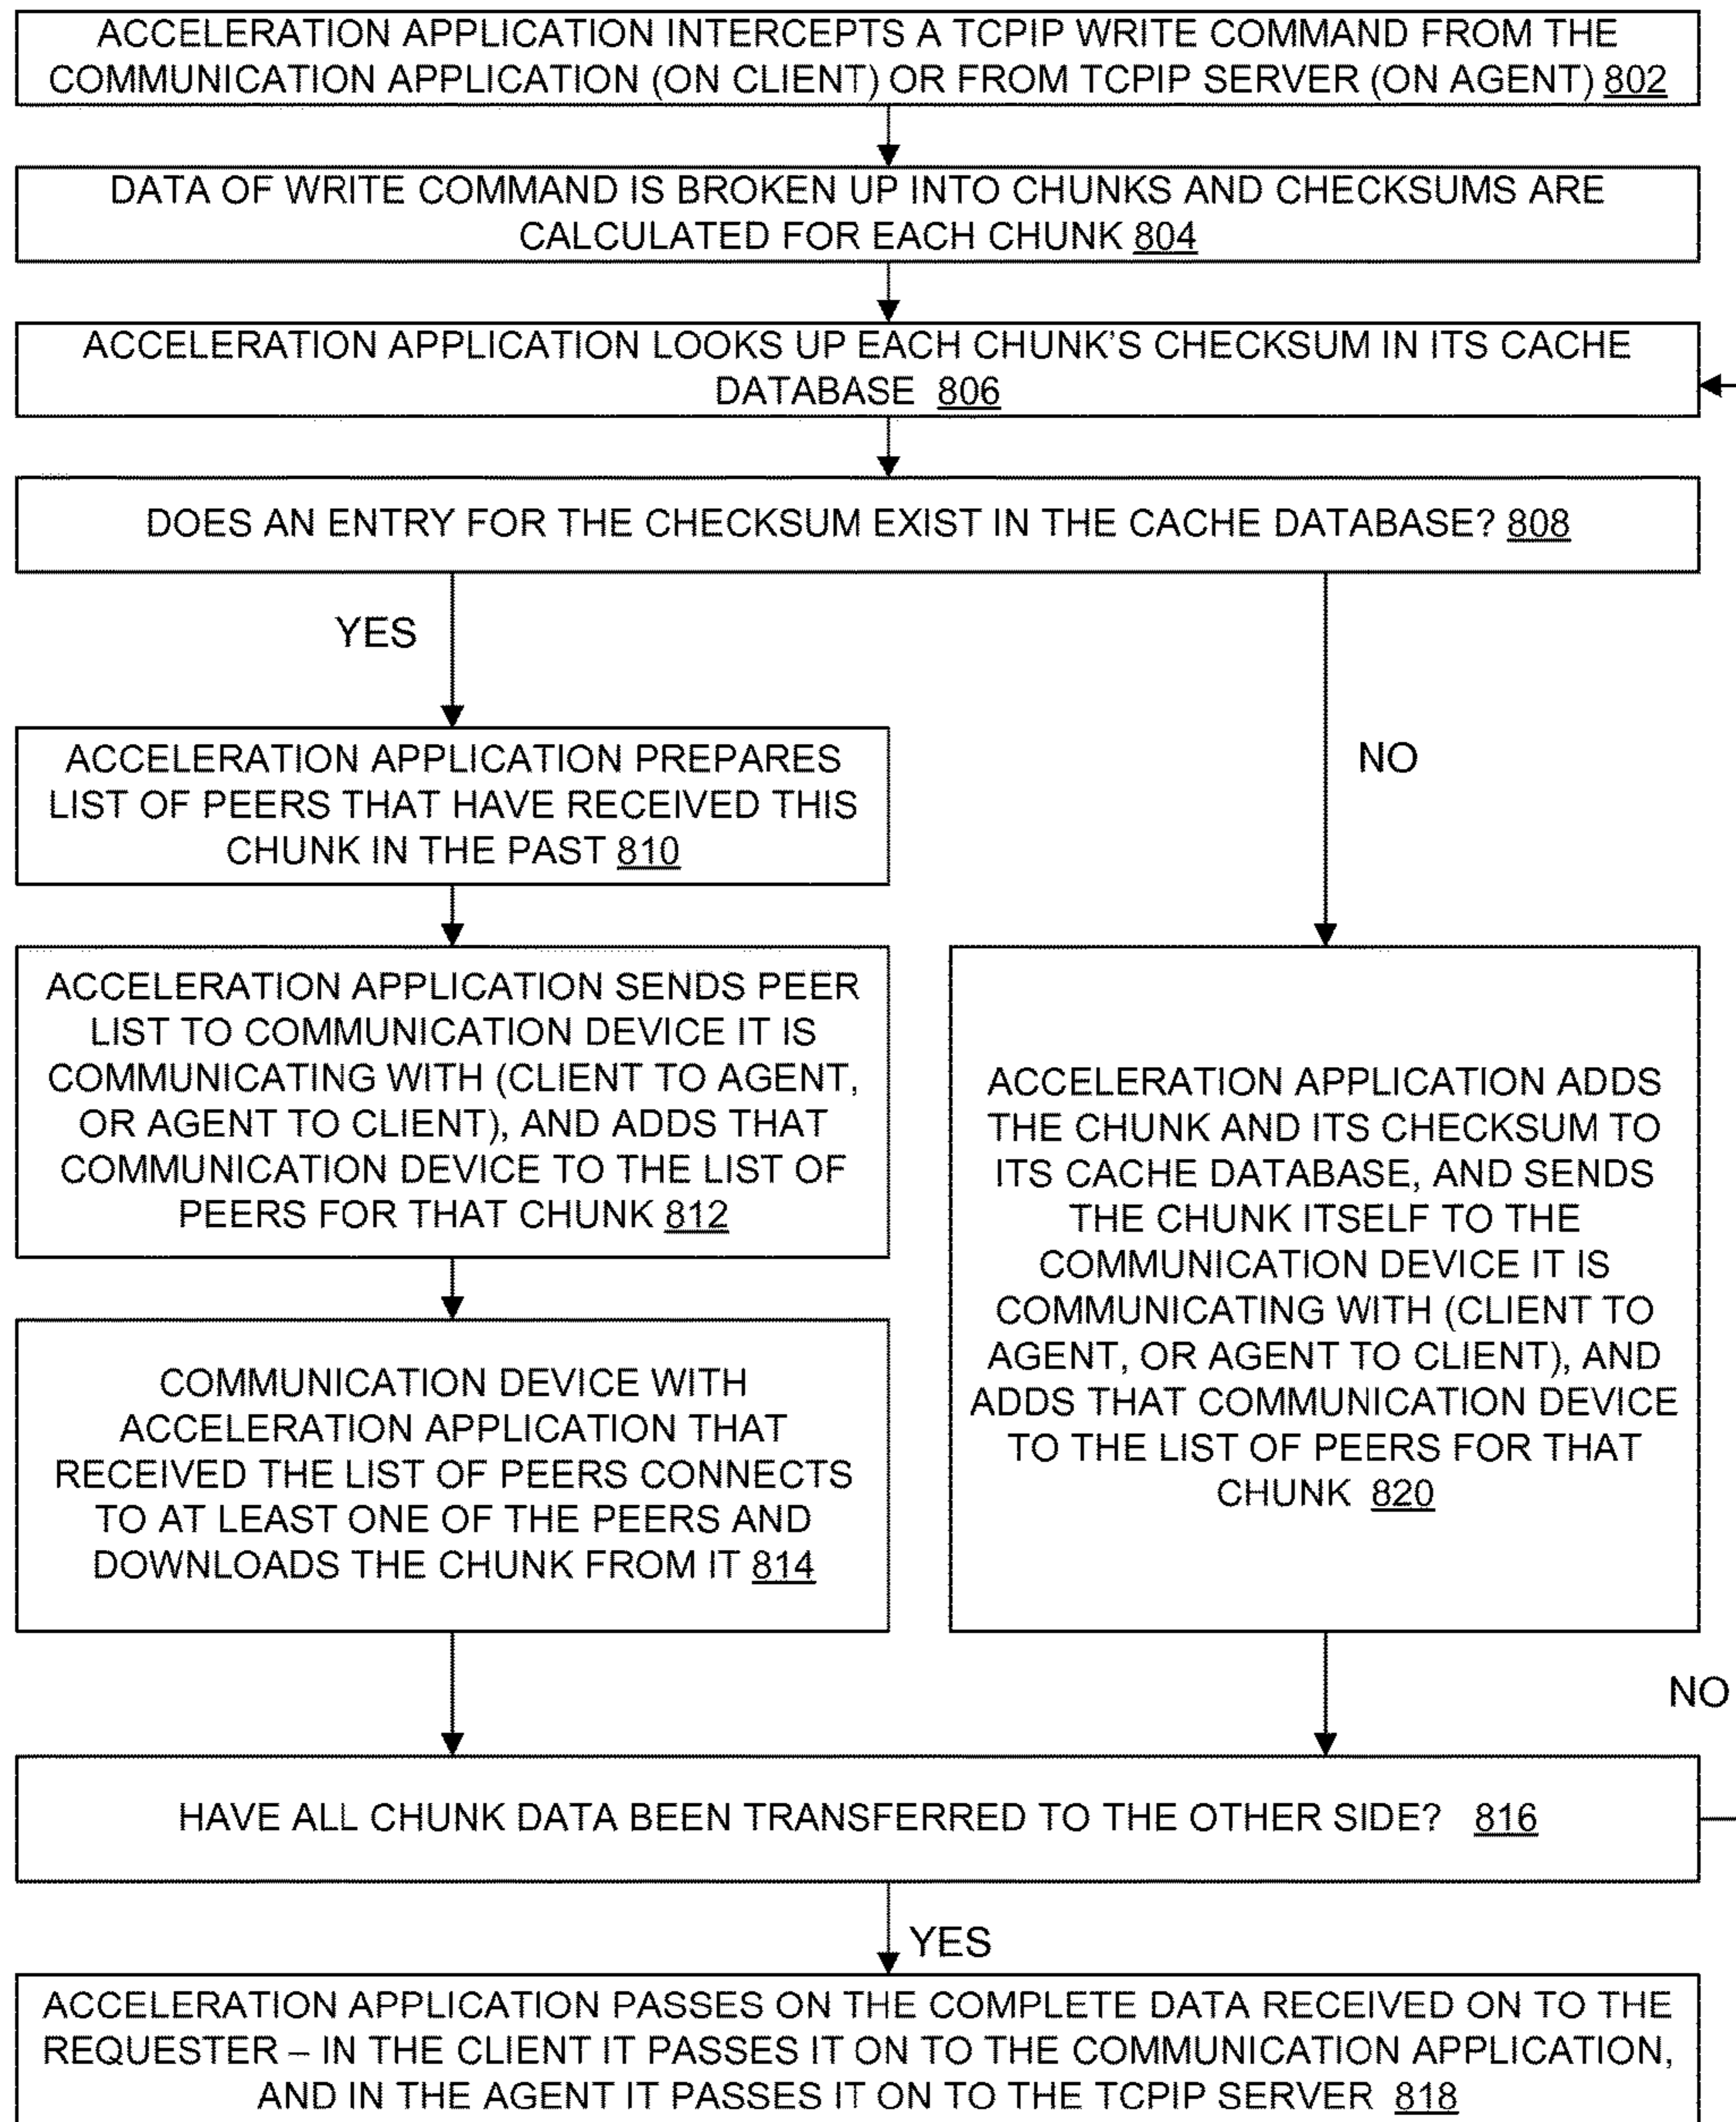 ACCELERATION APPLICATION INTERCEPTS A TCPIP WRITE COMMAND FROM THE
COMMUNICATION APPLICATION (ON CLIENT) OR FROM TCPIP SERVER (ON AGENT) 802
DATA OF WRITE COMMAND IS BROKEN UP INTO CHUNKS AND CHECKSUMS ARE
CALCULATED FOR EACH CHUNK 804
ACCELERATION APPLICATION LOOKS UP EACH CHUNK'S CHECKSUM IN ITS CACHE
DATABASE 806
DOES AN ENTRY FOR THE CHECKSUM EXIST IN THE CACHE DATABASE? 808
YES
ACCELERATION APPLICATION PREPARES
LIST OF PEERS THAT HAVE RECEIVED THIS
CHUNK IN THE PAST 810
ACCELERATION APPLICATION SENDS PEER
LIST TO COMMUNICATION DEVICE IT IS
COMMUNICATING WITH (CLIENT TO AGENT,
OR AGENT TO CLIENT), AND ADDS THAT
COMMUNICATION DEVICE TO THE LIST OF
PEERS FOR THAT CHUNK 812
COMMUNICATION DEVICE WITH
ACCELERATION APPLICATION THAT
RECEIVED THE LIST OF PEERS CONNECTS
TO AT LEAST ONE OF THE PEERS AND
DOWNLOADS THE CHUNK FROM IT 814
NO
ACCELERATION APPLICATION ADDS
THE CHUNK AND ITS CHECKSUM TO
ITS CACHE DATABASE, AND SENDS
THE CHUNK ITSELF TO THE
COMMUNICATION DEVICE IT IS
COMMUNICATING WITH (CLIENT TO
AGENT, OR AGENT TO CLIENT), AND
ADDS THAT COMMUNICATION DEVICE
TO THE LIST OF PEERS FOR THAT
CHUNK 820
NO
HAVE ALL CHUNK DATA BEEN TRANSFERRED TO THE OTHER SIDE? 816
YES
ACCELERATION APPLICATION PASSES ON THE COMPLETE DATA RECEIVED ON TO THE
REQUESTER – IN THE CLIENT IT PASSES IT ON TO THE COMMUNICATION APPLICATION,
AND IN THE AGENT IT PASSES IT ON TO THE TCPIP SERVER 818